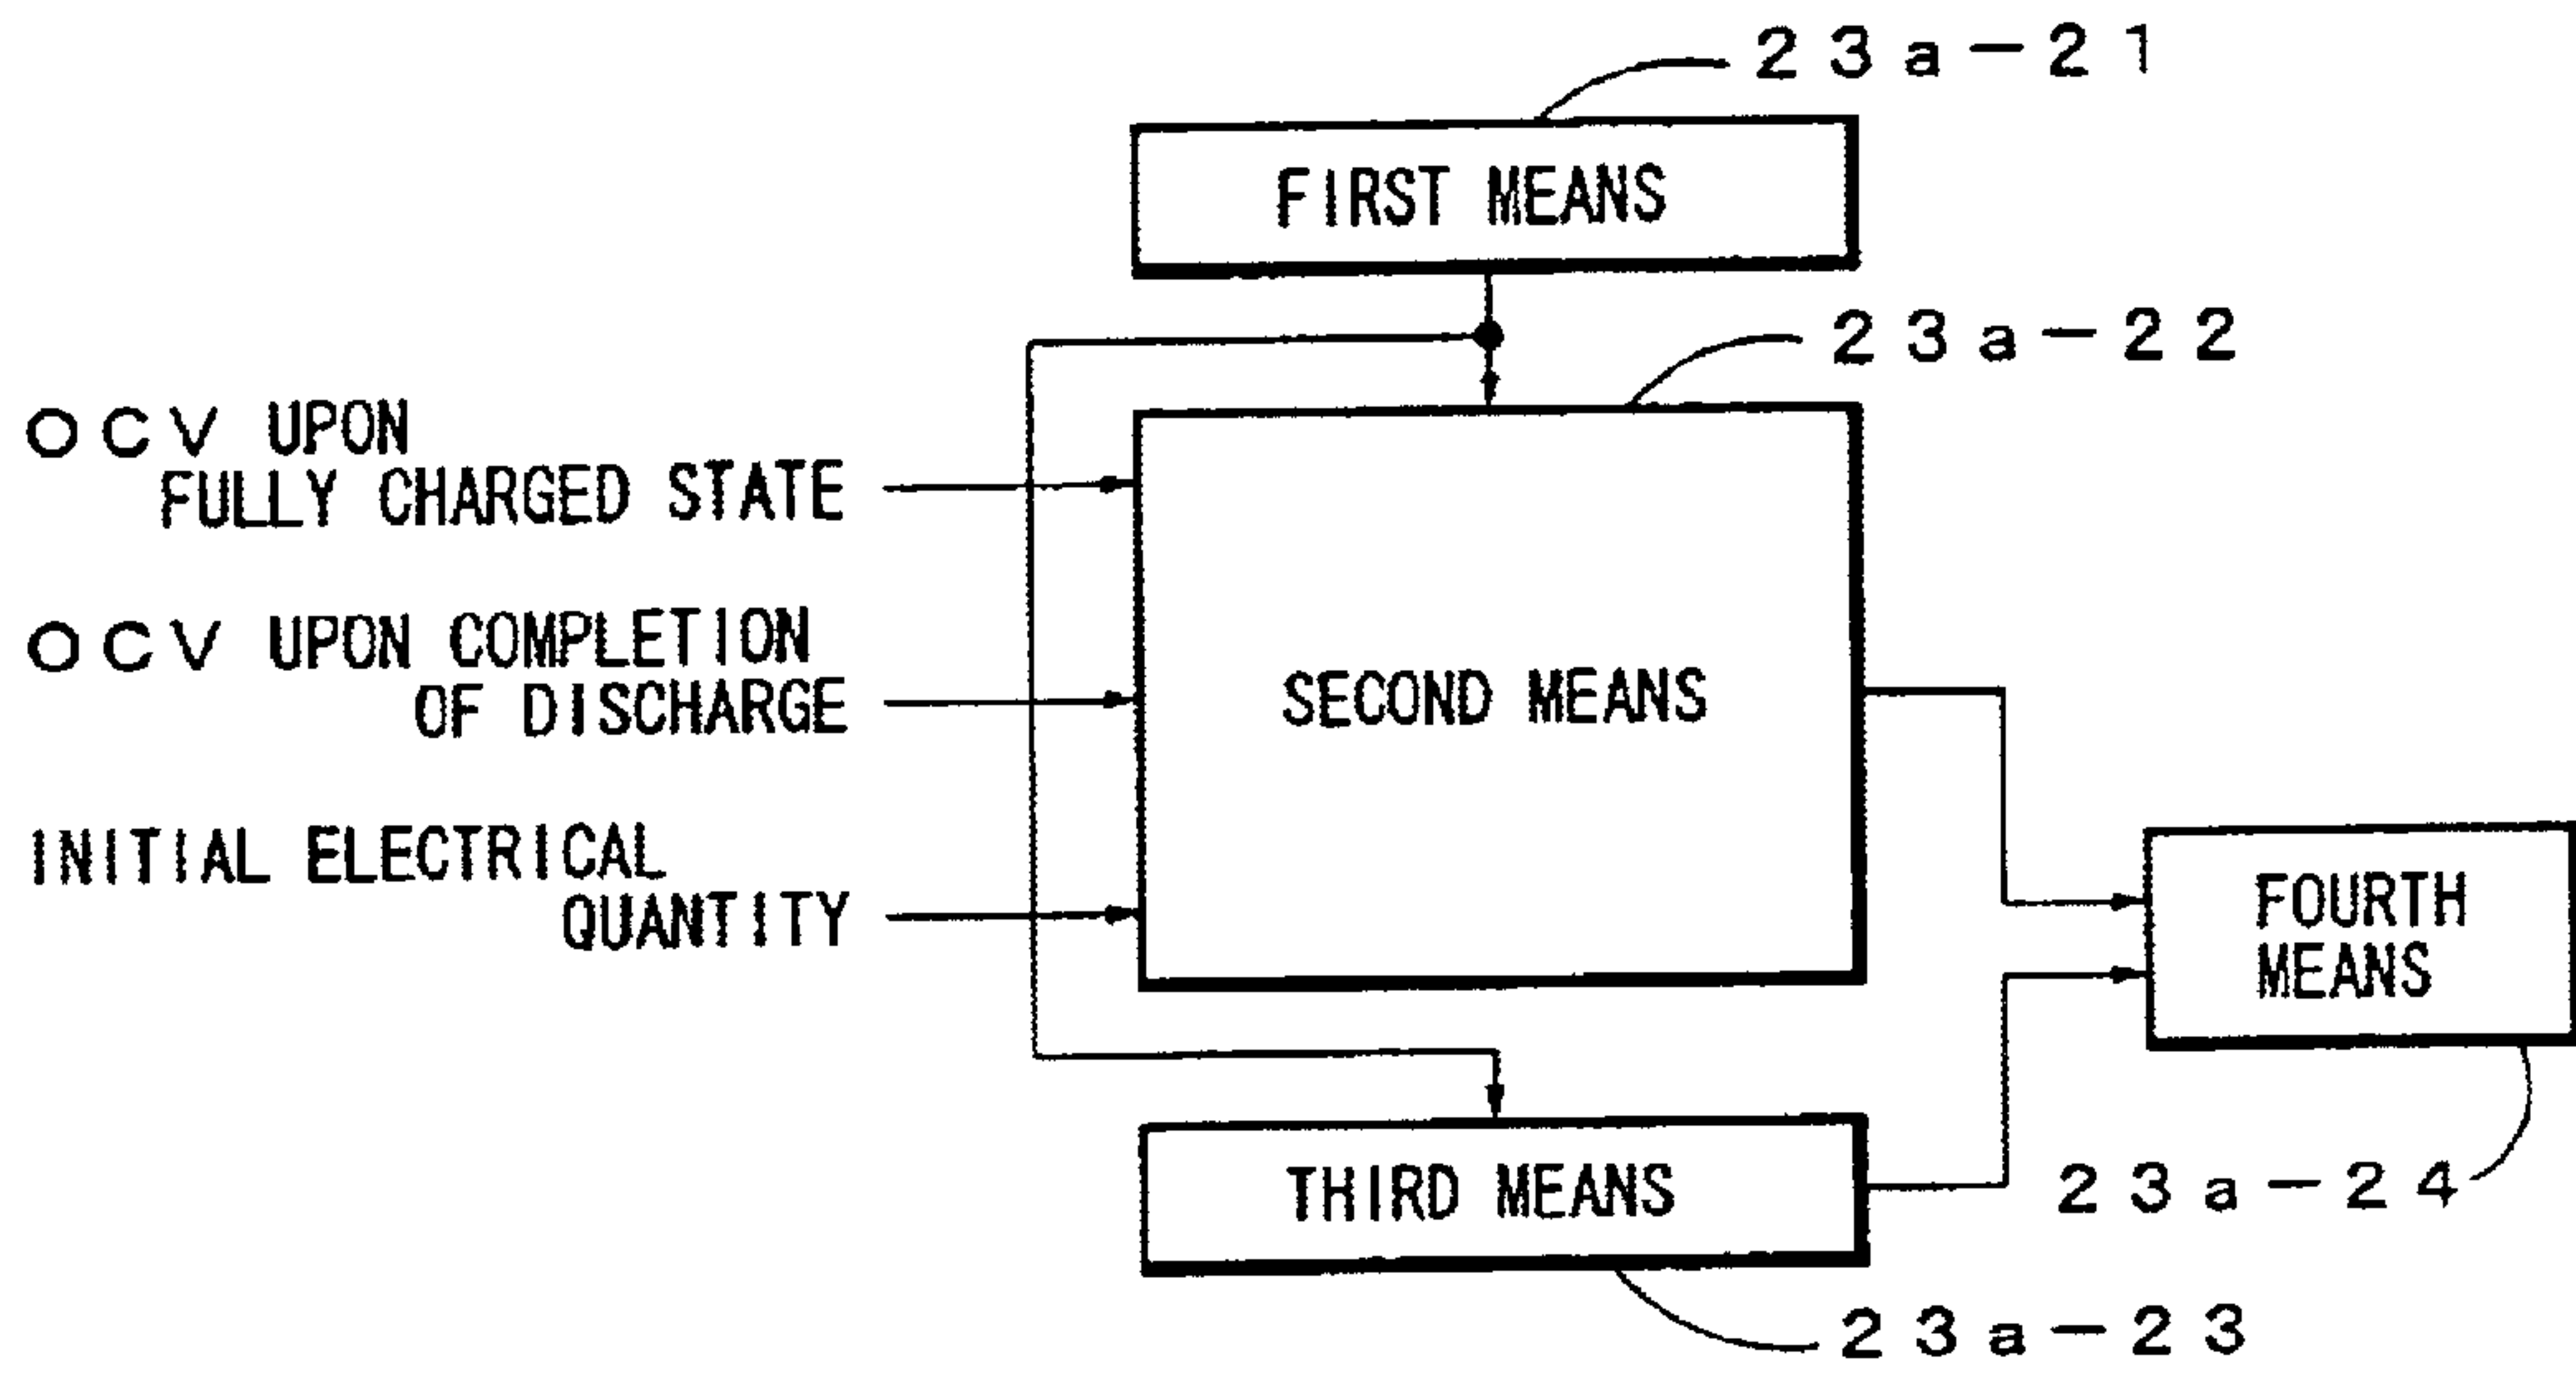 23a-21
FIRST MEANS
23a-22
OCV UPON
FULLY CHARGED STATE
OCV UPON COMPLETION
OF DISCHARGE
SECOND MEANS
INITIAL ELECTRICAL
QUANTITY
FOURTH
MEANS
THIRD MEANS
23a-24
23a-23